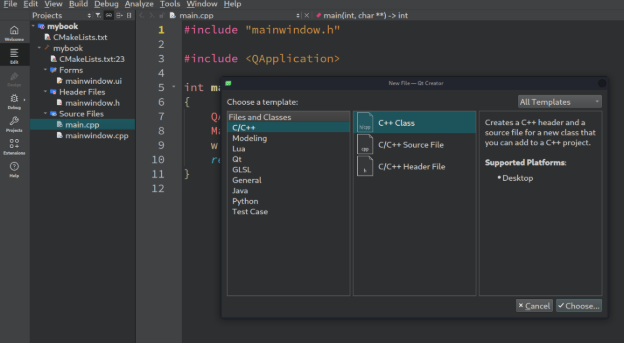 File Edit View Build Debug Analyze Tools Window Help
Projects
main.cpp
main(int, char **) -> int
Welcome
Edit
Design
Debug
Projects
Extensions
Help
mybook
CMakeLists.txt
mybook
CMakeLists.txt:23
Forms
mainwindow.ui
Header Files
mainwindow.h
Source Files
main.cpp
mainwindow.cpp
1 #include "mainwindow.h"
2
3 #include <QApplication>
4
5 int ma
6 {
7 QA
8 Ma
9 w
10 re
11 }
12
New File — Qt Creator
Choose a template:
All Templates
Files and Classes
C/C++
Modeling
Lua
Qt
GLSL
General
Java
Python
Test Case
C++ Class
cpp
C/C++ Source File
h
C/C++ Header File
Creates a C++ header and a
source file for a new class that
you can add to a C++ project.
Supported Platforms:
• Desktop
Cancel
Choose...